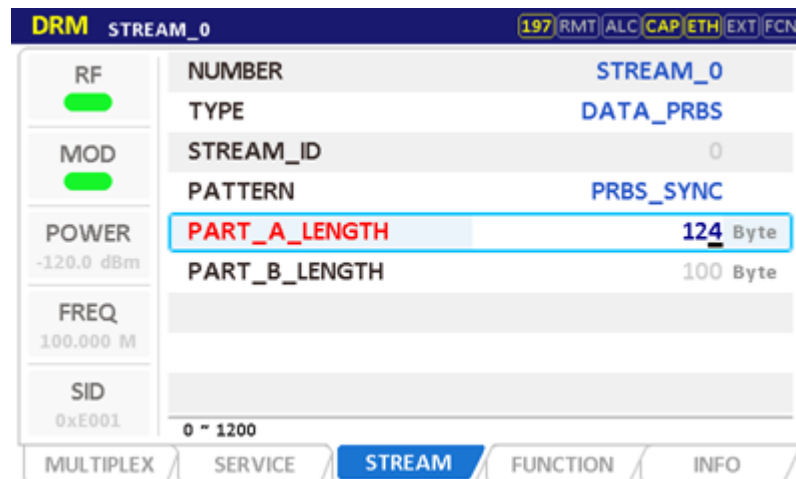 DRM STREAM_0 197 RMT ALC CAP ETH EXT FCN
RF
MOD
POWER
-120.0 dBm
FREQ
100.000 M
SID
0xE001
NUMBER STREAM_0
TYPE DATA_PRBS
STREAM_ID 0
PATTERN PRBS_SYNC
PART_A_LENGTH 124 Byte
PART_B_LENGTH 100 Byte
0 ~ 1200
MULTIPLEX SERVICE STREAM FUNCTION INFO